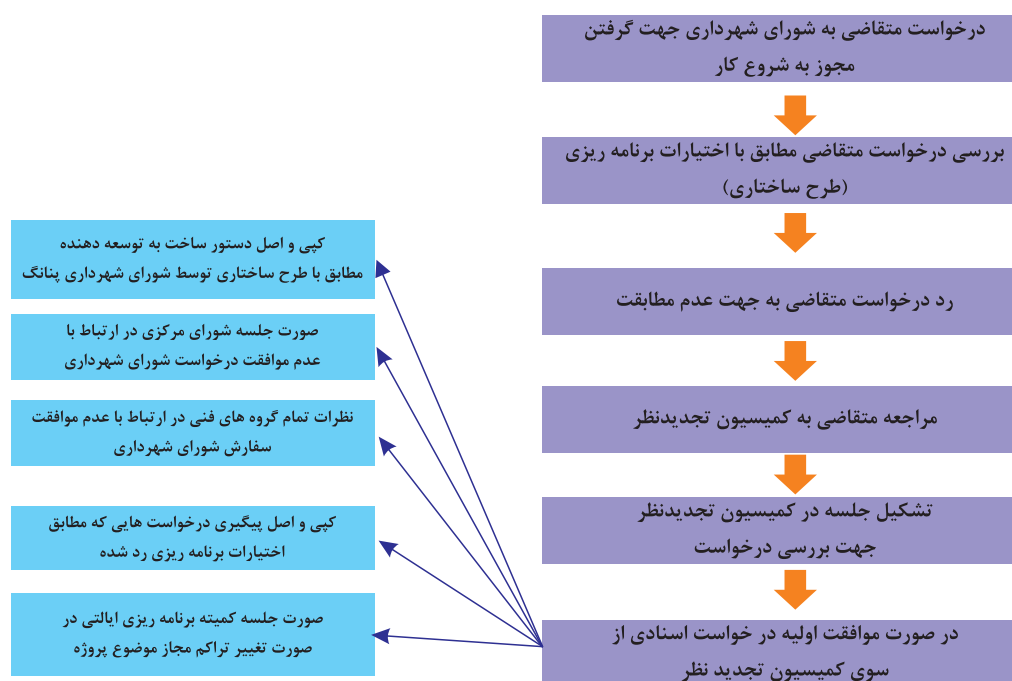 درخواست متقاضی به شورای شهرداری جهت گرفتن
مجوز به شروع کار
بررسی درخواست متقاضی مطابق با اختیارات برنامه ریزی
(طرح ساختاری)
رد درخواست متقاضی به جهت عدم مطابقت
مراجعه متقاضی به کمیسیون تجدیدنظر
تشکیل جلسه در کمیسیون تجدیدنظر
جهت بررسی درخواست
در صورت موافقت اولیه در خواست اسنادی از
سوی کمیسیون تجدید نظر
کپی و اصل دستور ساخت به توسعه دهنده
مطابق با طرح ساختاری توسط شورای شهرداری پنانگ
صورت جلسه شورای مرکزی در ارتباط با
عدم موافقت درخواست شورای شهرداری
نظرات تمام گروه های فنی در ارتباط با عدم موافقت
سفارش شورای شهرداری
کپی و اصل پیگیری درخواست هایی که مطابق
اختیارات برنامه ریزی رد شده
صورت جلسه کمیته برنامه ریزی ایالتی در
صورت تغییر تراکم مجاز موضوع پروژه